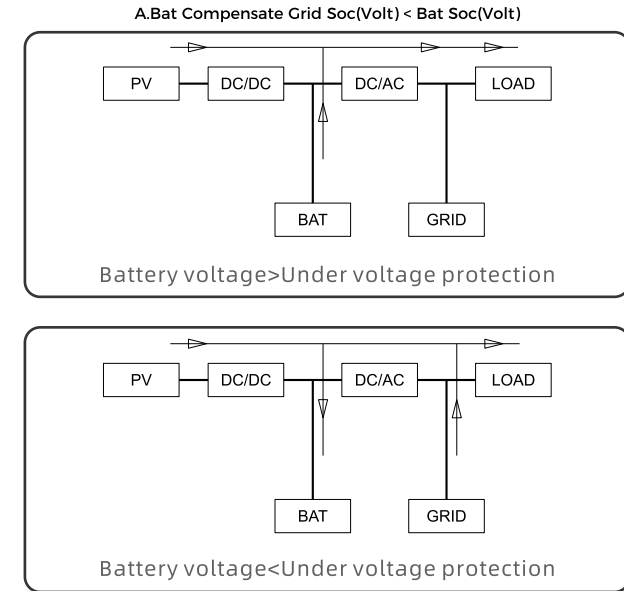 A.Bat Compensate Grid Soc(Volt) < Bat Soc(Volt)
PV DC/DC DC/AC LOAD
BAT GRID
Battery voltage>Under voltage protection
PV DC/DC DC/AC LOAD
BAT GRID
Battery voltage<Under voltage protection